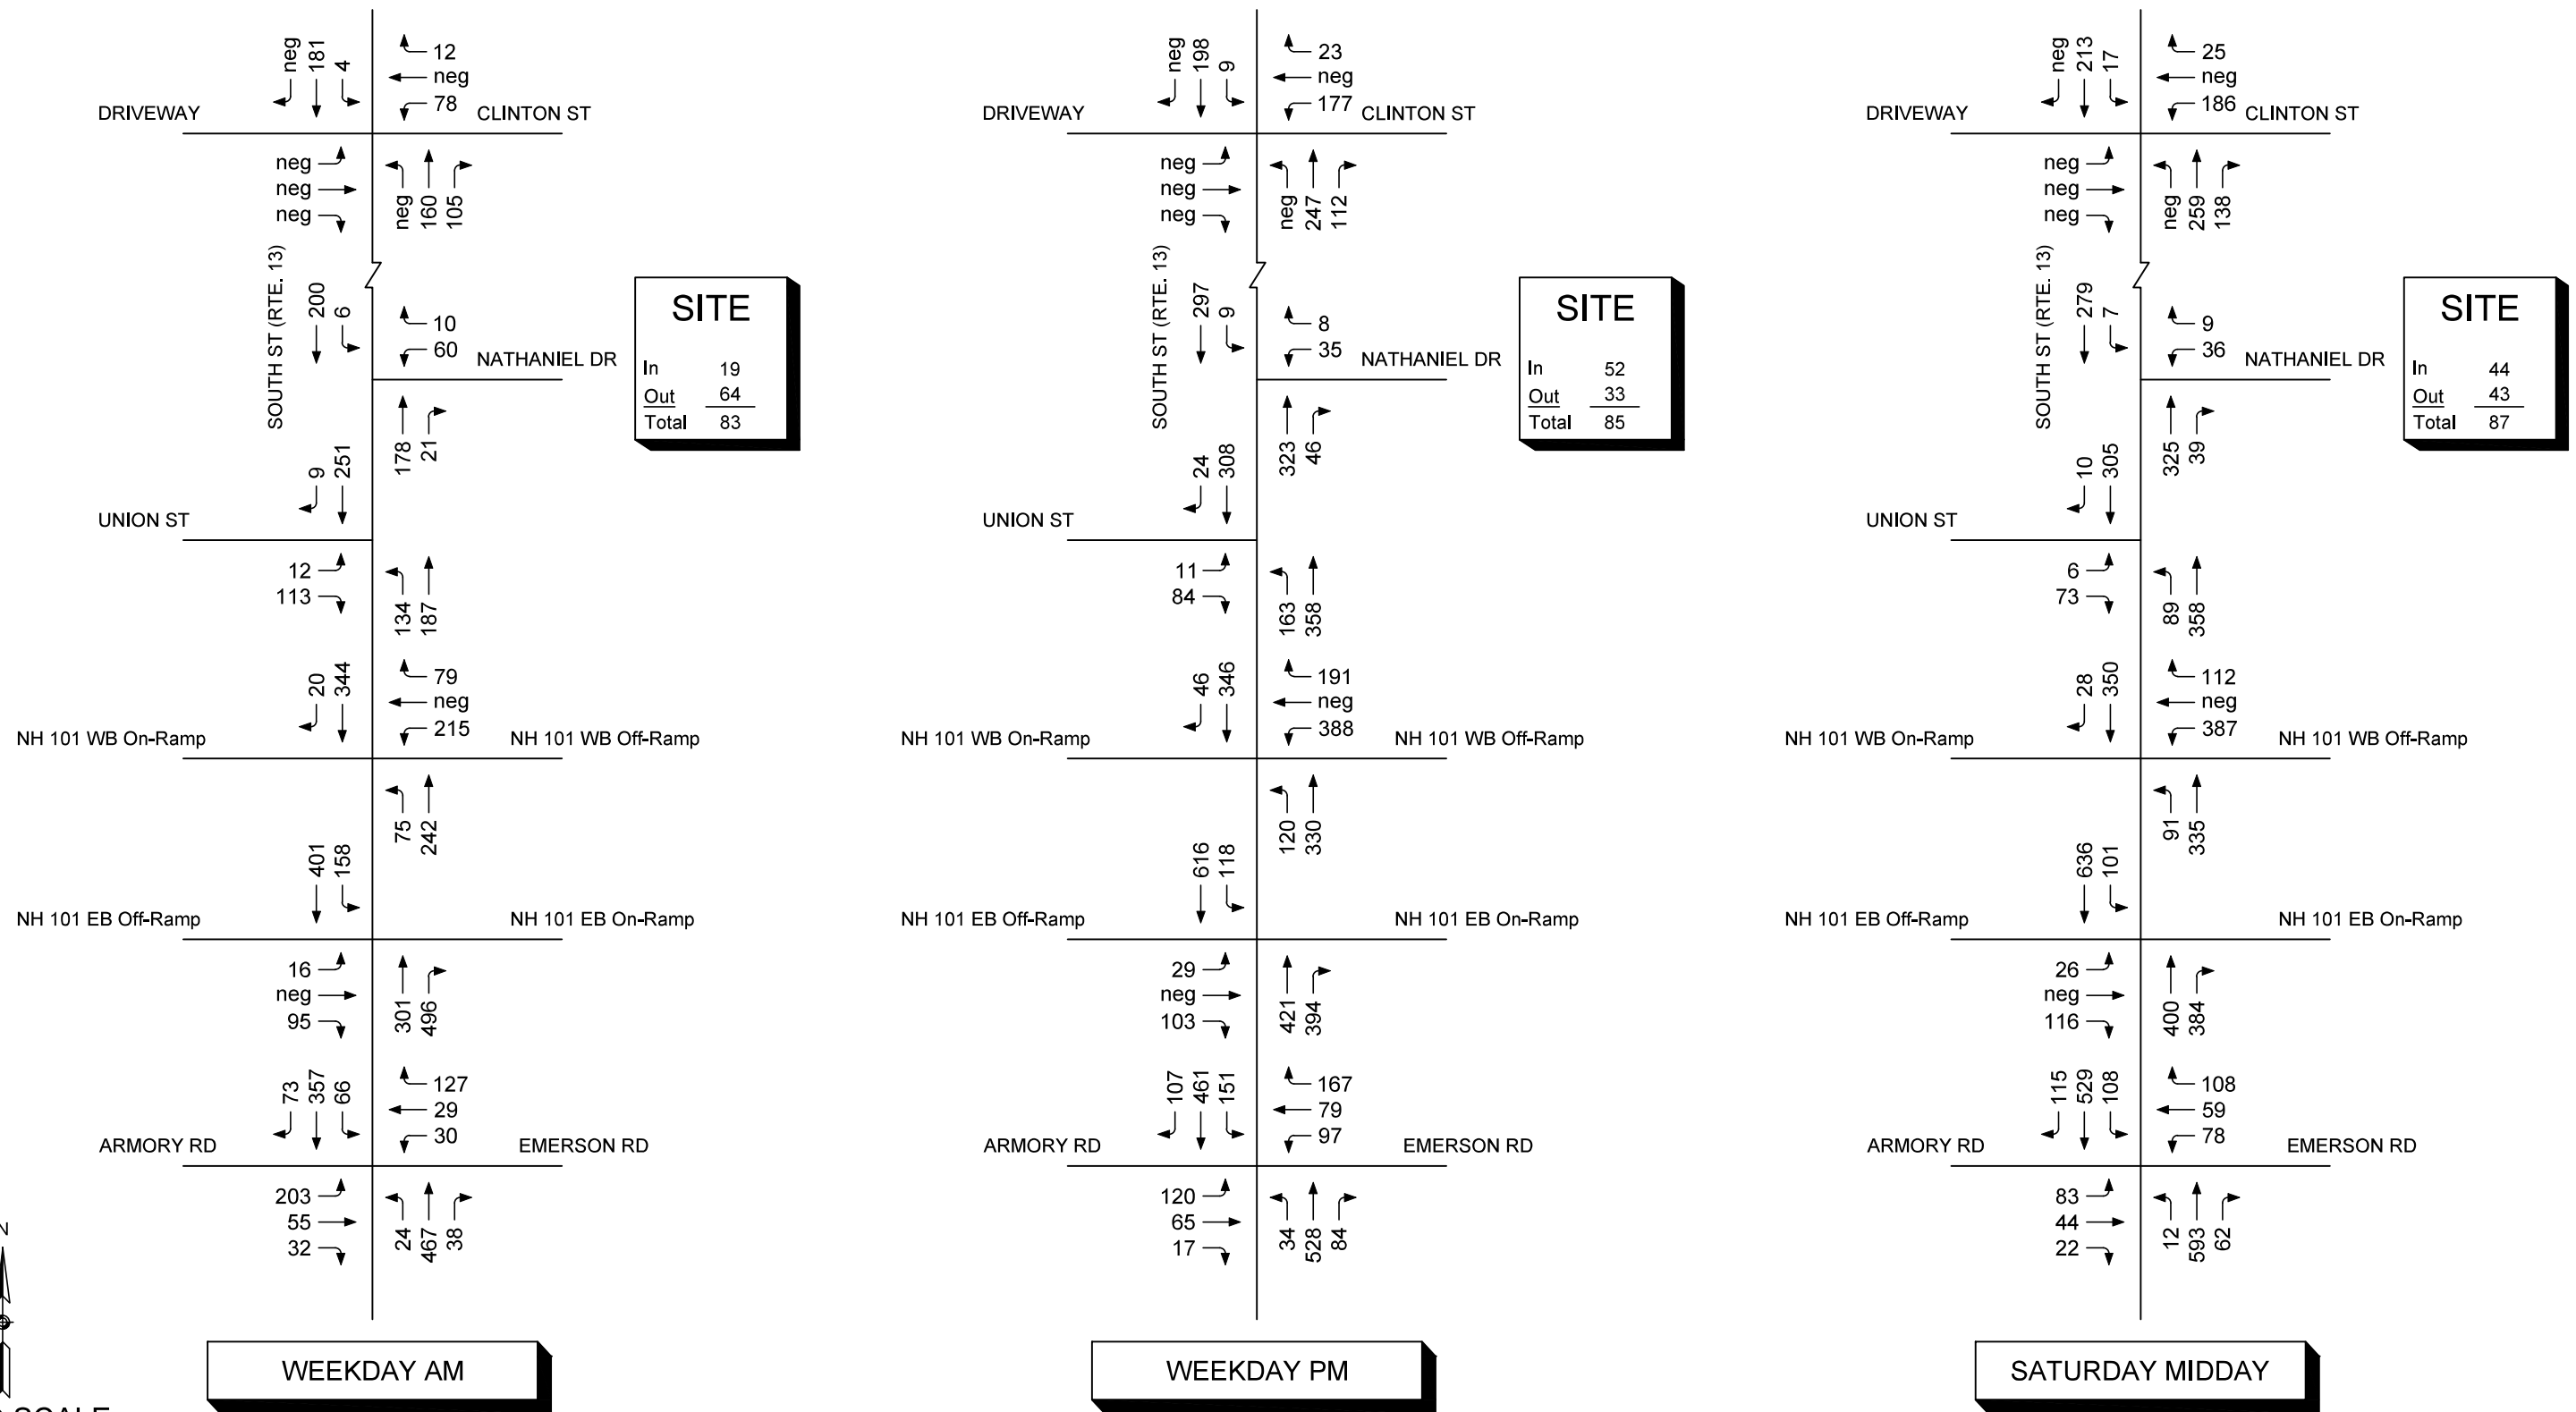 neg 181 4
12
neg
78
DRIVEWAY
CLINTON ST
neg
neg
neg
neg 160 105
SOUTH ST (RTE. 13)
200 6
10
60
NATHANIEL DR
178 21
SITE
In 19
Out 64
Total 83
9 251
UNION ST
12
113
134 187
20 344
79
neg
215
NH 101 WB On-Ramp
NH 101 WB Off-Ramp
75 242
401 158
NH 101 EB Off-Ramp
NH 101 EB On-Ramp
16
neg
95
301 496
73 357 66
127
29
30
ARMORY RD
EMERSON RD
203
55
32
24 467 38
WEEKDAY AM
neg 198 9
23
neg
177
DRIVEWAY
CLINTON ST
neg
neg
neg
neg 247 112
SOUTH ST (RTE. 13)
297 9
8
35
NATHANIEL DR
323 46
SITE
In 52
Out 33
Total 85
24 308
UNION ST
11
84
163 358
46 346
191
neg
388
NH 101 WB On-Ramp
NH 101 WB Off-Ramp
120 330
616 118
NH 101 EB Off-Ramp
NH 101 EB On-Ramp
29
neg
103
421 394
107 461 151
167
79
97
ARMORY RD
EMERSON RD
120
65
17
34 528 84
WEEKDAY PM
neg 213 17
25
neg
186
DRIVEWAY
CLINTON ST
neg
neg
neg
neg 259 138
SOUTH ST (RTE. 13)
279 7
9
36
NATHANIEL DR
325 39
SITE
In 44
Out 43
Total 87
10 305
UNION ST
6
73
89 358
28 350
112
neg
387
NH 101 WB On-Ramp
NH 101 WB Off-Ramp
91 335
636 101
NH 101 EB Off-Ramp
NH 101 EB On-Ramp
26
neg
116
400 384
115 529 108
108
59
78
ARMORY RD
EMERSON RD
83
44
22
12 593 62
SATURDAY MIDDAY